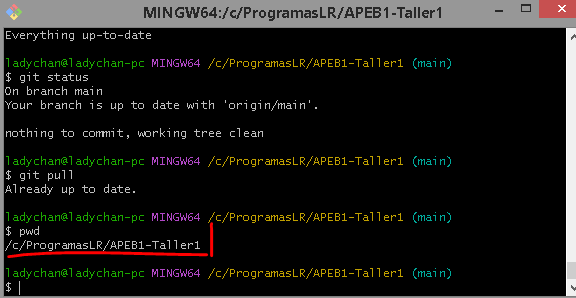 MINGW64:/c/ProgramasLR/APEB1-Taller1
Everything up-to-date
ladychan@ladychan-pc MINGW64 /c/ProgramasLR/APEB1-Taller1 (main)
$ git status
On branch main
Your branch is up to date with 'origin/main'.
nothing to commit, working tree clean
ladychan@ladychan-pc MINGW64 /c/ProgramasLR/APEB1-Taller1 (main)
$ git pull
Already up to date.
ladychan@ladychan-pc MINGW64 /c/ProgramasLR/APEB1-Taller1 (main)
$ pwd
/c/ProgramasLR/APEB1-Taller1
ladychan@ladychan-pc MINGW64 /c/ProgramasLR/APEB1-Taller1 (main)
$